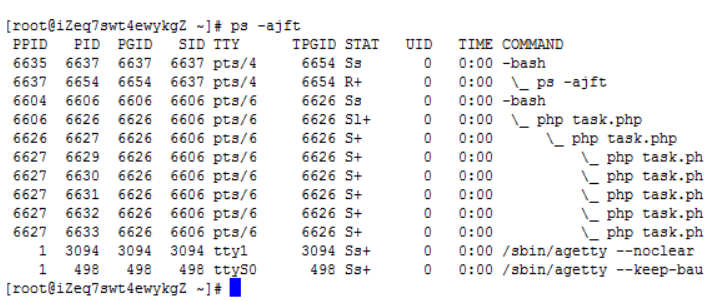 [root@iZeq7swt4ewykgZ ~]# ps -ajft
 PPID   PID  PGID   SID TTY      TPGID STAT   UID   TIME COMMAND
 6635  6637  6637  6637 pts/4     6654 Ss       0   0:00 -bash
 6637  6654  6654  6637 pts/4     6654 R+       0   0:00  \_ ps -ajft
 6604  6606  6606  6606 pts/6     6626 Ss       0   0:00 -bash
 6606  6626  6626  6606 pts/6     6626 Sl+      0   0:00  \_ php task.php
 6626  6627  6626  6606 pts/6     6626 S+       0   0:00      \_ php task.php
 6627  6629  6626  6606 pts/6     6626 S+       0   0:00          \_ php task.ph
 6627  6630  6626  6606 pts/6     6626 S+       0   0:00          \_ php task.ph
 6627  6631  6626  6606 pts/6     6626 S+       0   0:00          \_ php task.ph
 6627  6632  6626  6606 pts/6     6626 S+       0   0:00          \_ php task.ph
 6627  6633  6626  6606 pts/6     6626 S+       0   0:00          \_ php task.ph
    1  3094  3094  3094 tty1      3094 Ss+      0   0:00 /sbin/agetty --noclear
    1   498   498   498 ttyS0      498 Ss+      0   0:00 /sbin/agetty --keep-bau
[root@iZeq7swt4ewykgZ ~]#